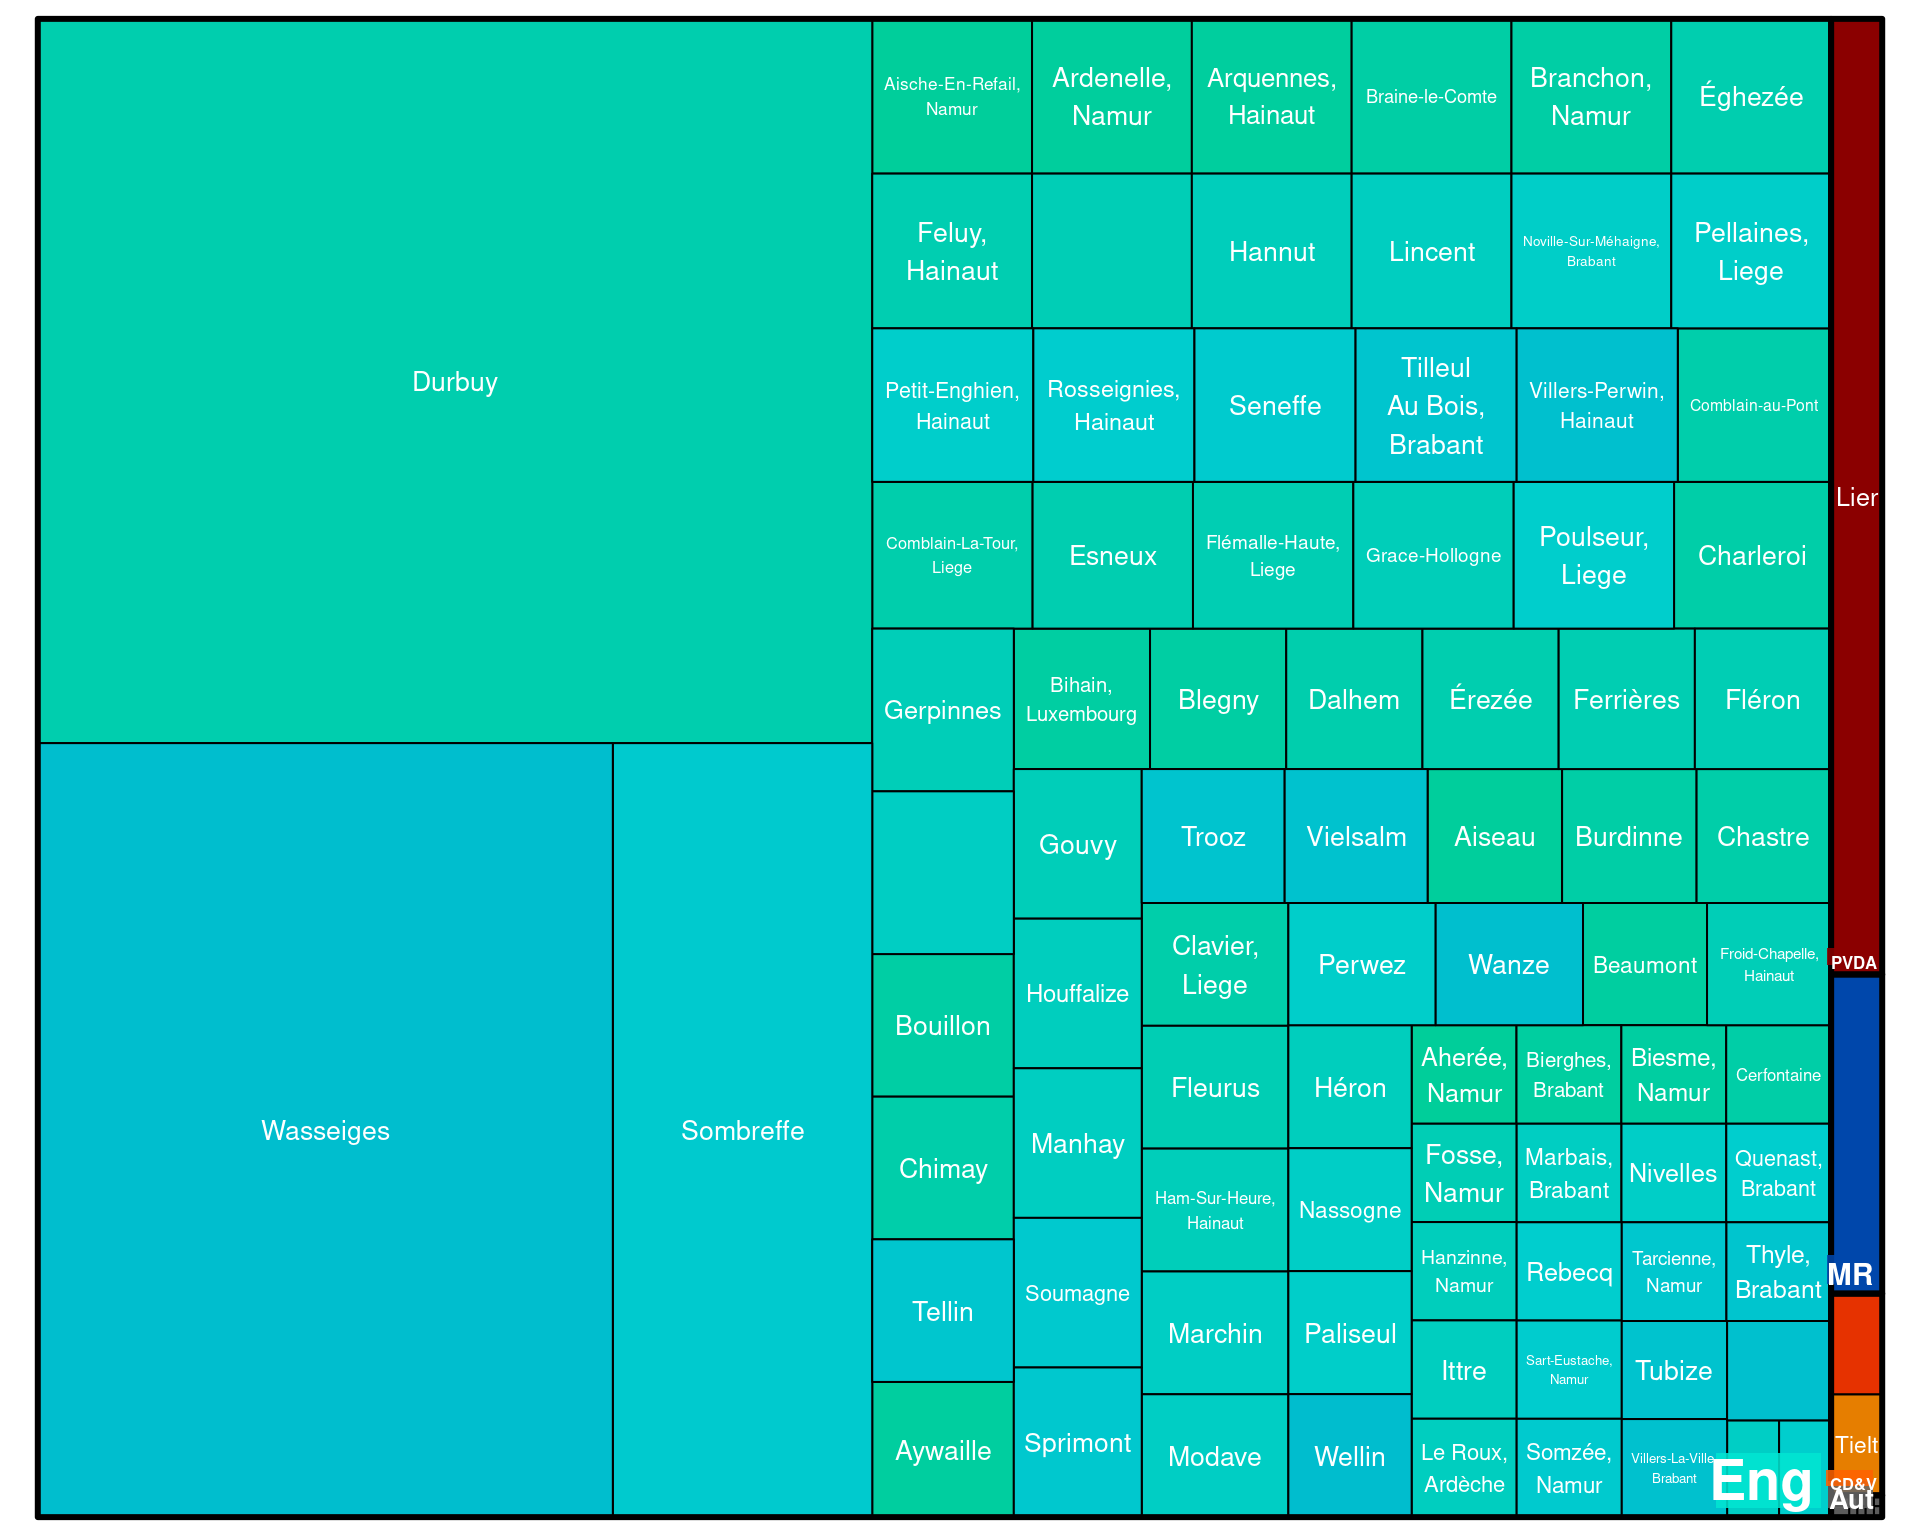 Durbuy
Wasseiges
Sombreffe
Aische-En-Refail,
Namur
Ardenelle,
Namur
Arquennes,
Hainaut
Braine-le-Comte
Branchon,
Namur
Éghezée
Feluy,
Hainaut
Hannut
Lincent
Noville-Sur-Méhaigne,
Brabant
Pellaines,
Liege
Petit-Enghien,
Hainaut
Rosseignies,
Hainaut
Seneffe
Tilleul
Au Bois,
Brabant
Villers-Perwin,
Hainaut
Comblain-au-Pont
Comblain-La-Tour,
Liege
Esneux
Flémalle-Haute,
Liege
Grace-Hollogne
Poulseur,
Liege
Charleroi
Gerpinnes
Bihain,
Luxembourg
Blegny
Dalhem
Érezée
Ferrières
Fléron
Gouvy
Trooz
Vielsalm
Aiseau
Burdinne
Chastre
Houffalize
Clavier,
Liege
Perwez
Wanze
Beaumont
Froid-Chapelle,
Hainaut
Bouillon
Chimay
Tellin
Aywaille
Manhay
Soumagne
Sprimont
Fleurus
Héron
Ham-Sur-Heure,
Hainaut
Nassogne
Marchin
Paliseul
Modave
Wellin
Aherée,
Namur
Bierghes,
Brabant
Biesme,
Namur
Cerfontaine
Fosse,
Namur
Marbais,
Brabant
Nivelles
Quenast,
Brabant
Hanzinne,
Namur
Rebecq
Tarcienne,
Namur
Thyle,
Brabant
Ittre
Sart-Eustache,
Namur
Tubize
Le Roux,
Ardèche
Somzée,
Namur
Villers-La-Ville,
Brabant
Eng
Lier
PVDA
MR
Tielt
CD&V
Aut